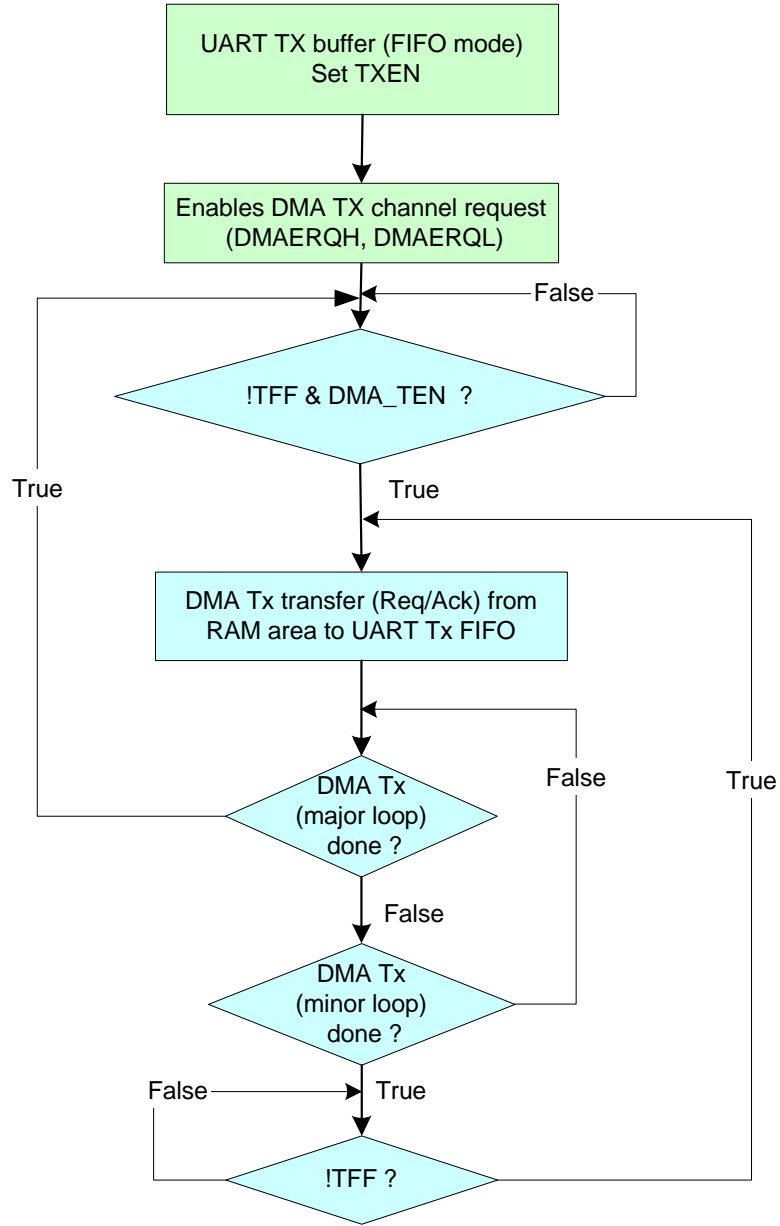 UART TX buffer (FIFO mode)
Set TXEN
Enables DMA TX channel request
(DMAERQH, DMAERQL)
False
!TFF & DMA_TEN ?
True
True
DMA Tx transfer (Req/Ack) from
RAM area to UART Tx FIFO
DMA Tx
(major loop)
done ?
False
True
False
DMA Tx
(minor loop)
done ?
False
True
!TFF ?